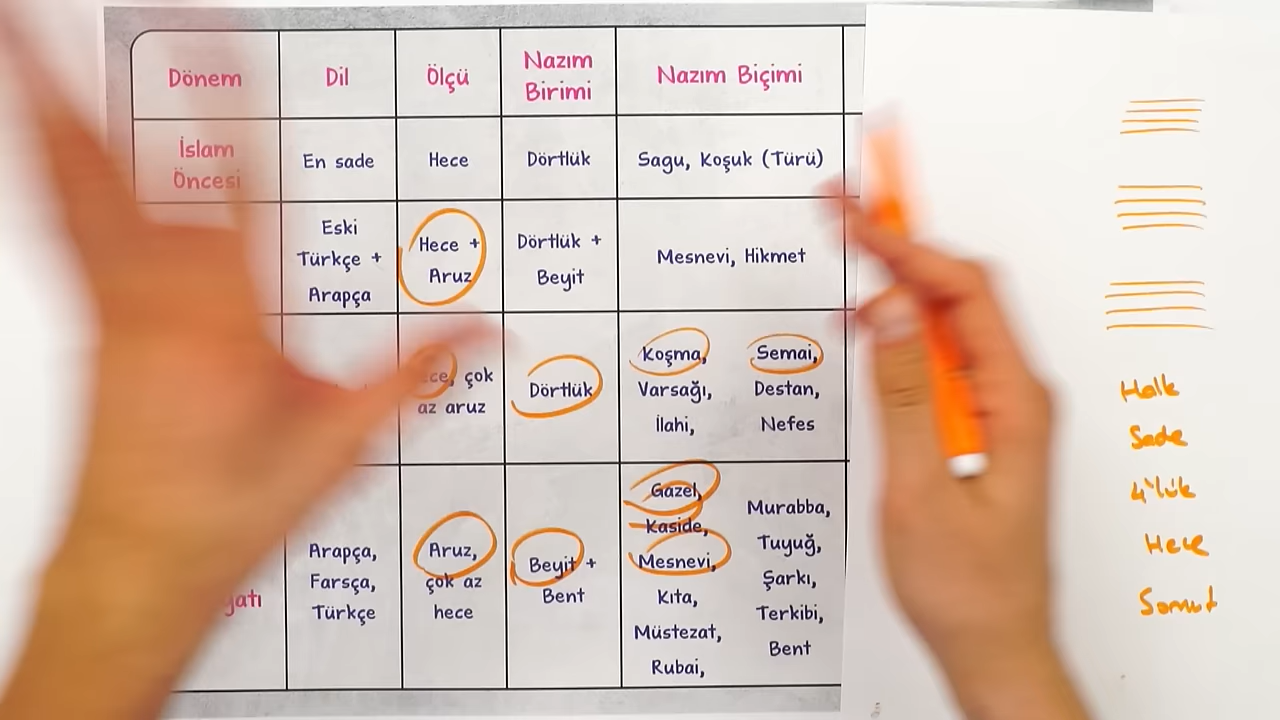 Dönem
Dil
Ölçü
Nazım
Birimi
Nazım Biçimi
İslam
Öncesi
En sade
Hece
Dörtlük
Sagu, Koşuk (Türü)
Eski
Türkçe +
Arapça
Hece +
Aruz
Dörtlük +
Beyit
Mesnevi, Hikmet
çok
az aruz
Dörtlük
Koşma, Semai,
Varsağı, Destan,
İlahi, Nefes
Arapça,
Farsça,
Türkçe
Aruz,
çok az
hece
Beyit +
Bent
Gazel,
Kaside,
Mesnevi,
Kıta,
Müstezat,
Rubai,
Murabba,
Tuyuğ,
Şarkı,
Terkibi,
Bent
Halk
Sade
4'lük
Hece
Somut